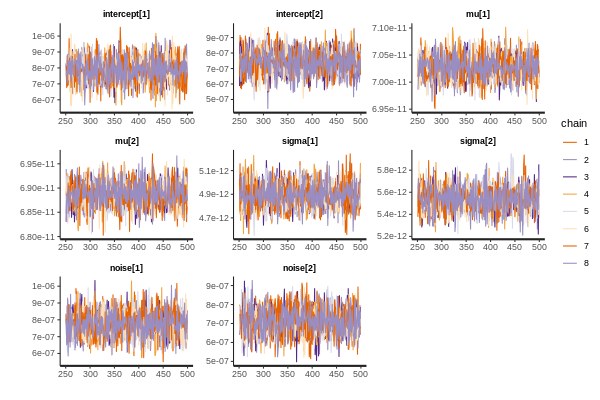 intercept[1]
1e-06
9e-07
8e-07
7e-07
6e-07
250 300 350 400 450 500
intercept[2]
9e-07
8e-07
7e-07
6e-07
5e-07
250 300 350 400 450 500
mu[1]
7.10e-11
7.05e-11
7.00e-11
6.95e-11
250 300 350 400 450 500
mu[2]
6.95e-11
6.90e-11
6.85e-11
6.80e-11
250 300 350 400 450 500
sigma[1]
5.1e-12
4.9e-12
4.7e-12
250 300 350 400 450 500
sigma[2]
5.8e-12
5.6e-12
5.4e-12
5.2e-12
250 300 350 400 450 500
noise[1]
1e-06
9e-07
8e-07
7e-07
6e-07
250 300 350 400 450 500
noise[2]
9e-07
8e-07
7e-07
6e-07
5e-07
250 300 350 400 450 500
chain
1
2
3
4
5
6
7
8